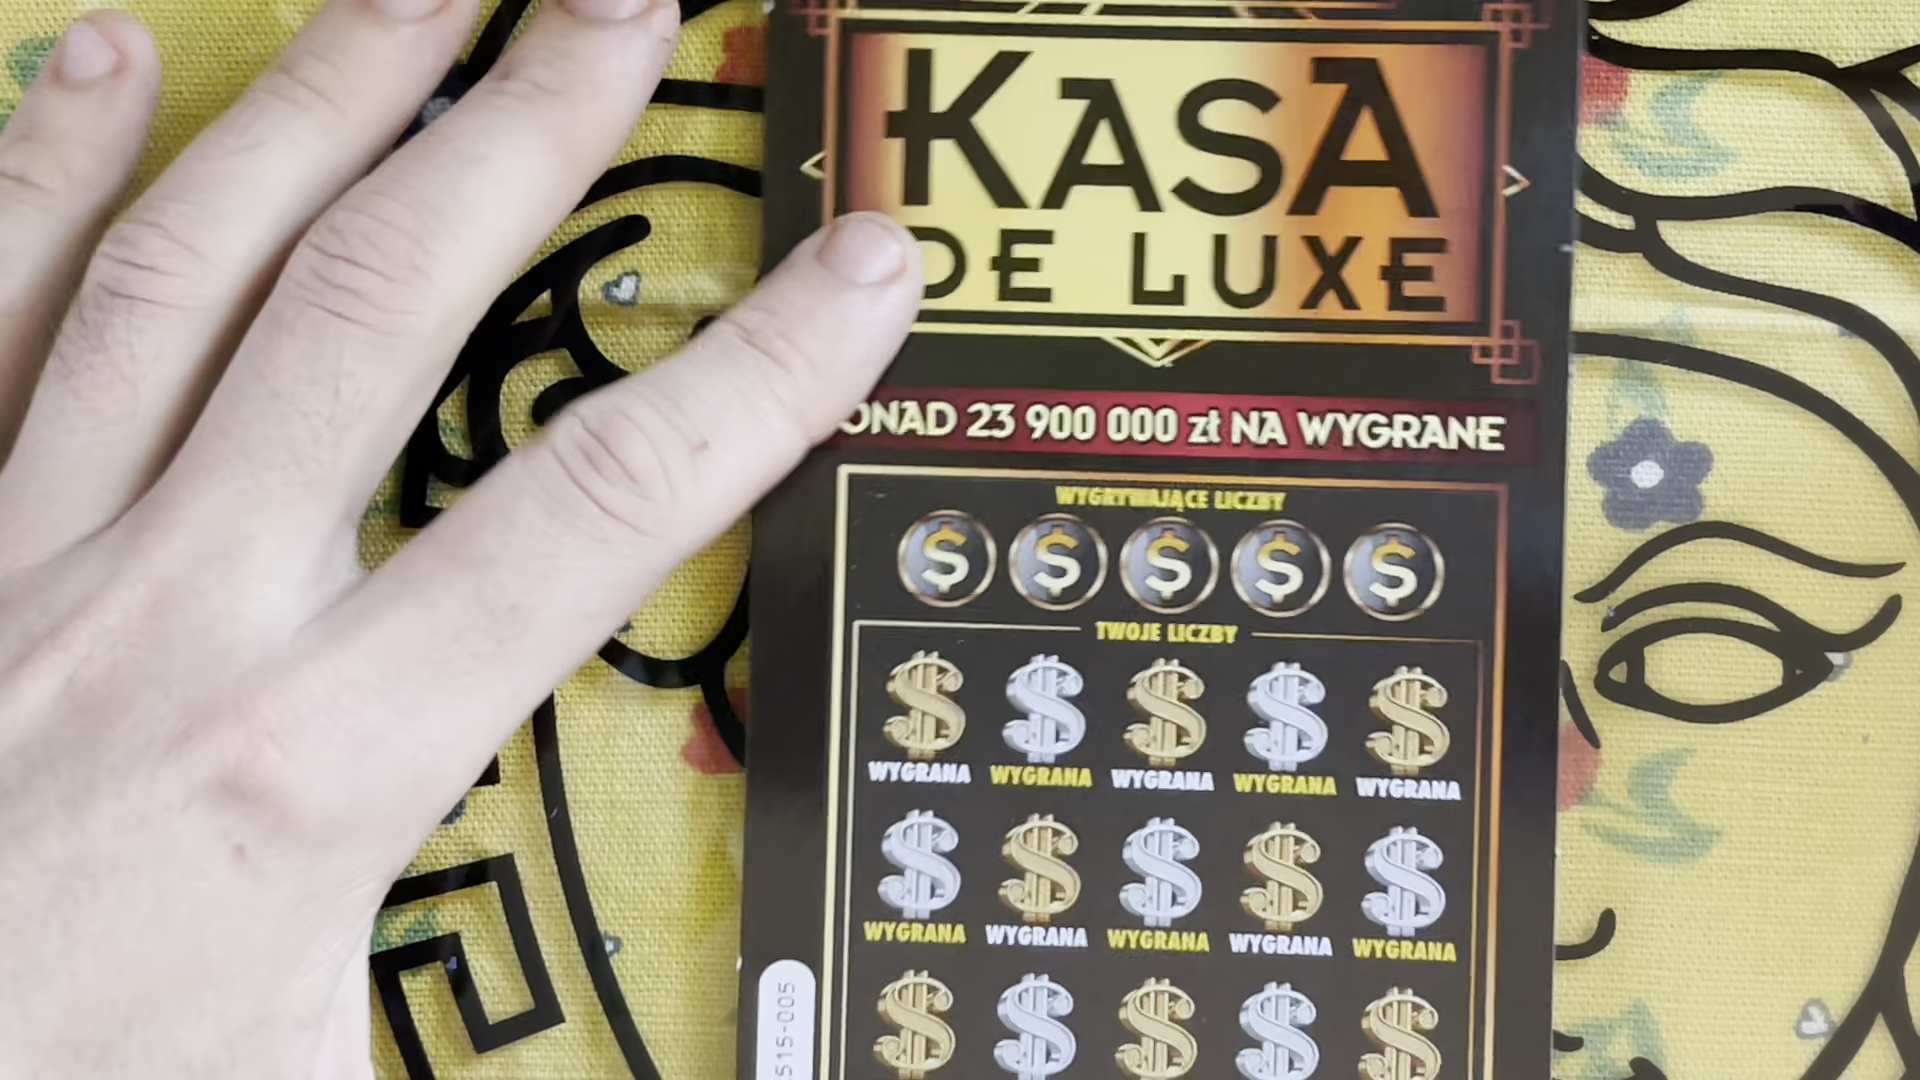 KASA
DE LUXE
ONAD 23 900 000 zł NA WYGRANE
WYGRYWAJĄCE LICZBY
TWOJE LICZBY
WYGRANA WYGRANA WYGRANA WYGRANA WYGRANA
WYGRANA WYGRANA WYGRANA WYGRANA WYGRANA
515-005